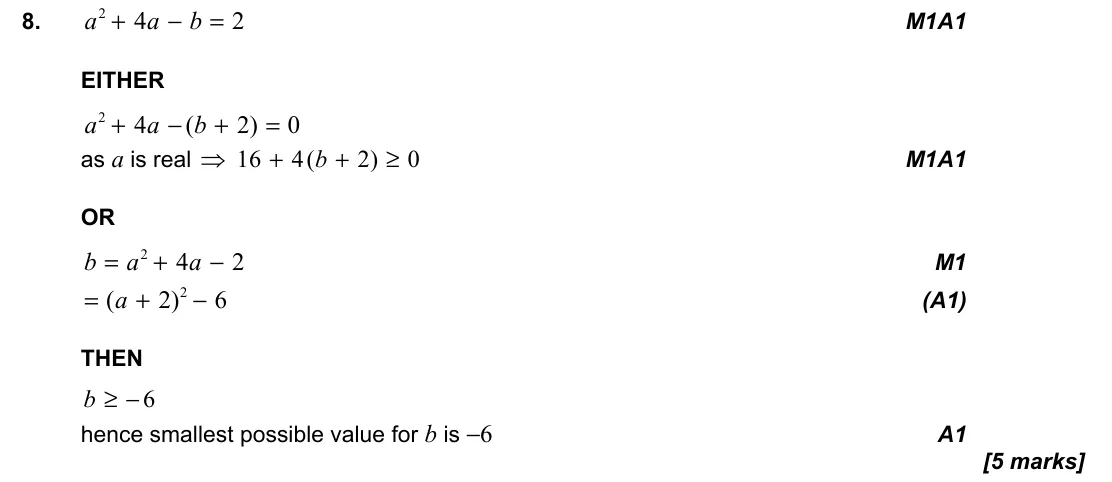 8. a² + 4a − b = 2 M1A1
EITHER
a² + 4a − (b + 2) = 0
as a is real ⇒ 16 + 4(b + 2) ≥ 0 M1A1
OR
b = a² + 4a − 2 M1
= (a + 2)² − 6 (A1)
THEN
b ≥ −6
hence smallest possible value for b is −6 A1
[5 marks]